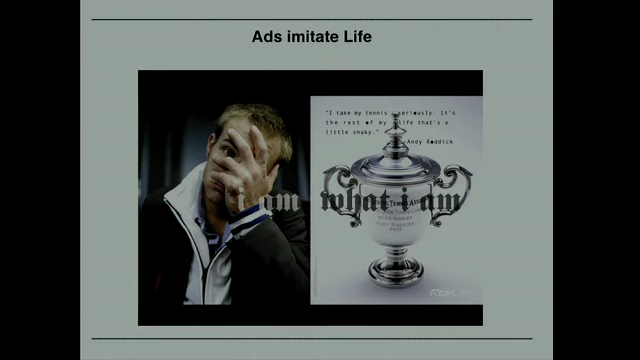 Ads imitate Life
"I take my tennis seriously. It's
the rest of my life that's a
little shaky."
Andy Roddick
i am what i am